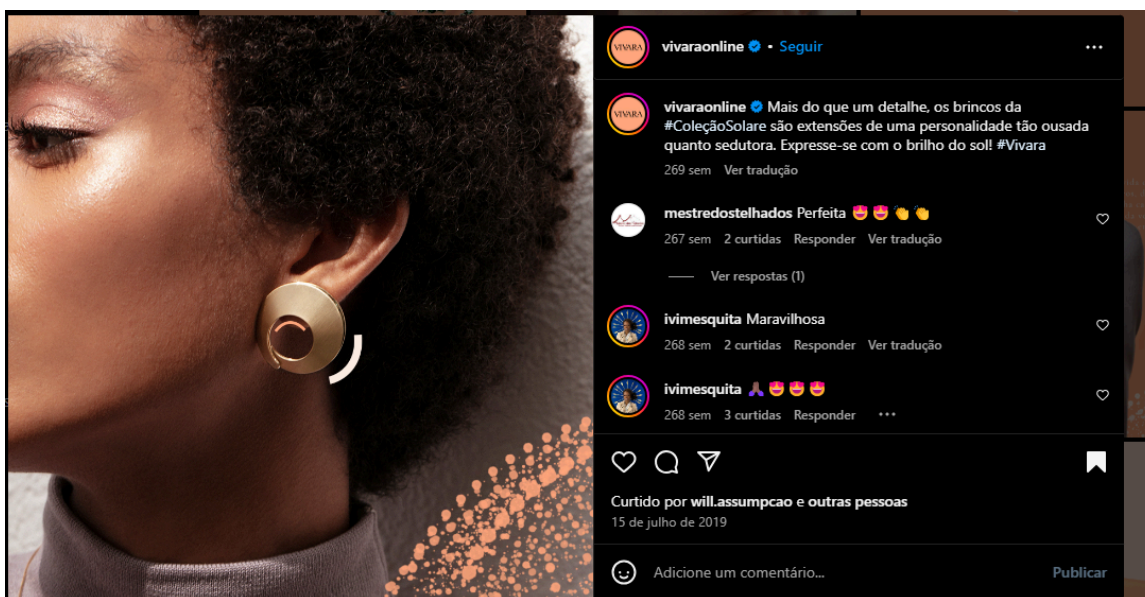 VIVARA
vivaraonline • Seguir
VIVARA
vivaraonline Mais do que um detalhe, os brincos da
#ColeçãoSolare são extensões de uma personalidade tão ousada
quanto sedutora. Expresse-se com o brilho do sol! #Vivara
269 sem Ver tradução
mestredostelhados Perfeita 🤩🤩👏👏
267 sem 2 curtidas Responder Ver tradução
Ver respostas (1)
ivimesquita Maravilhosa
268 sem 2 curtidas Responder Ver tradução
ivimesquita 🙏🏾🤩🤩🤩
268 sem 3 curtidas Responder •••
Curtido por will.assumpcao e outras pessoas
15 de julho de 2019
Adicione um comentário...
Publicar